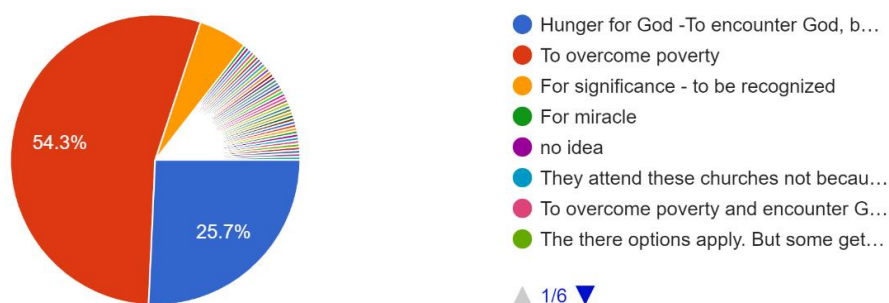 54.3%
25.7%
Hunger for God -To encounter God, b…
To overcome poverty
For significance - to be recognized
For miracle
no idea
They attend these churches not becau…
To overcome poverty and encounter G…
The there options apply. But some get…
1/6